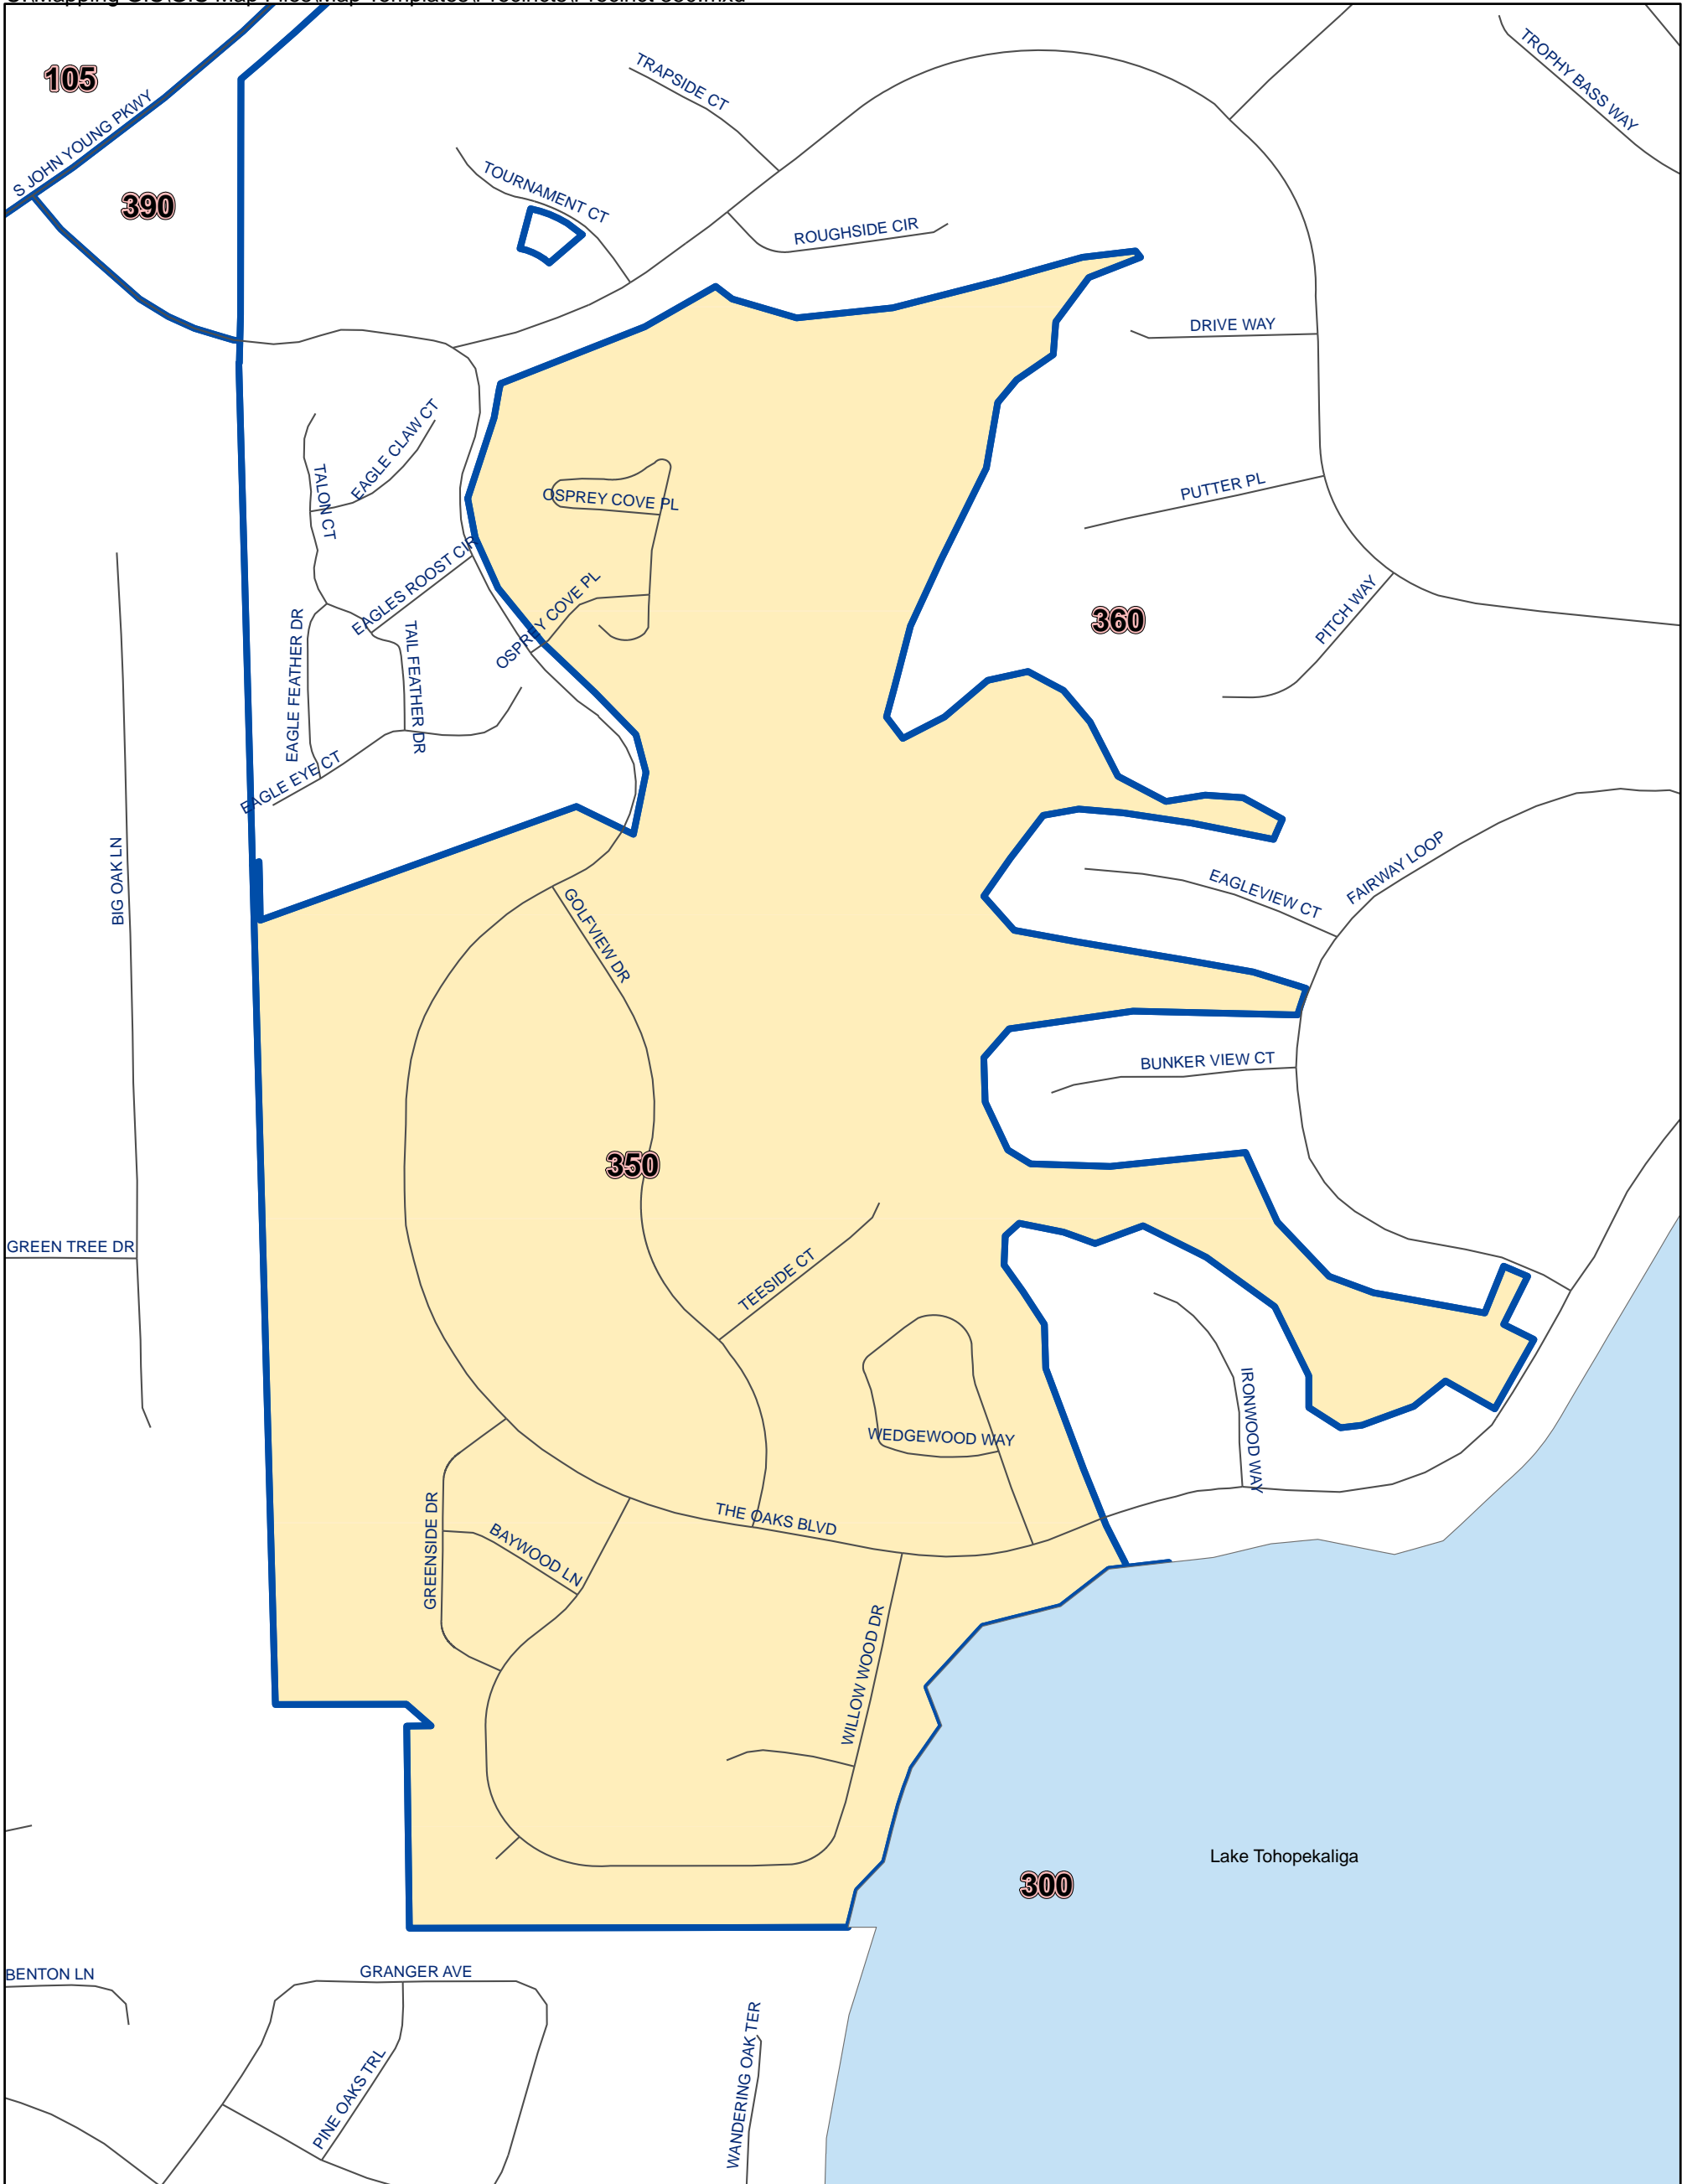 105
S JOHN YOUNG PKWY
390
TRAPSIDE CT
TROPHY BASS WAY
TOURNAMENT CT
ROUGHSIDE CIR
DRIVE WAY
EAGLE CLAW CT
TALON CT
OSPREY COVE PL
PUTTER PL
EAGLES ROOST CIR
OSPREY COVE PL
360
PITCH WAY
EAGLE FEATHER DR
TAIL FEATHER DR
EAGLE EYE CT
BIG OAK LN
FAIRWAY LOOP
EAGLEVIEW CT
GOLFVIEW DR
BUNKER VIEW CT
350
GREEN TREE DR
TEESIDE CT
IRONWOOD WAY
WEDGEWOOD WAY
THE OAKS BLVD
GREENSIDE DR
BAYWOOD LN
WILLOW WOOD DR
Lake Tohopekaliga
300
BENTON LN
GRANGER AVE
PINE OAKS TRL
WANDERING OAK TER